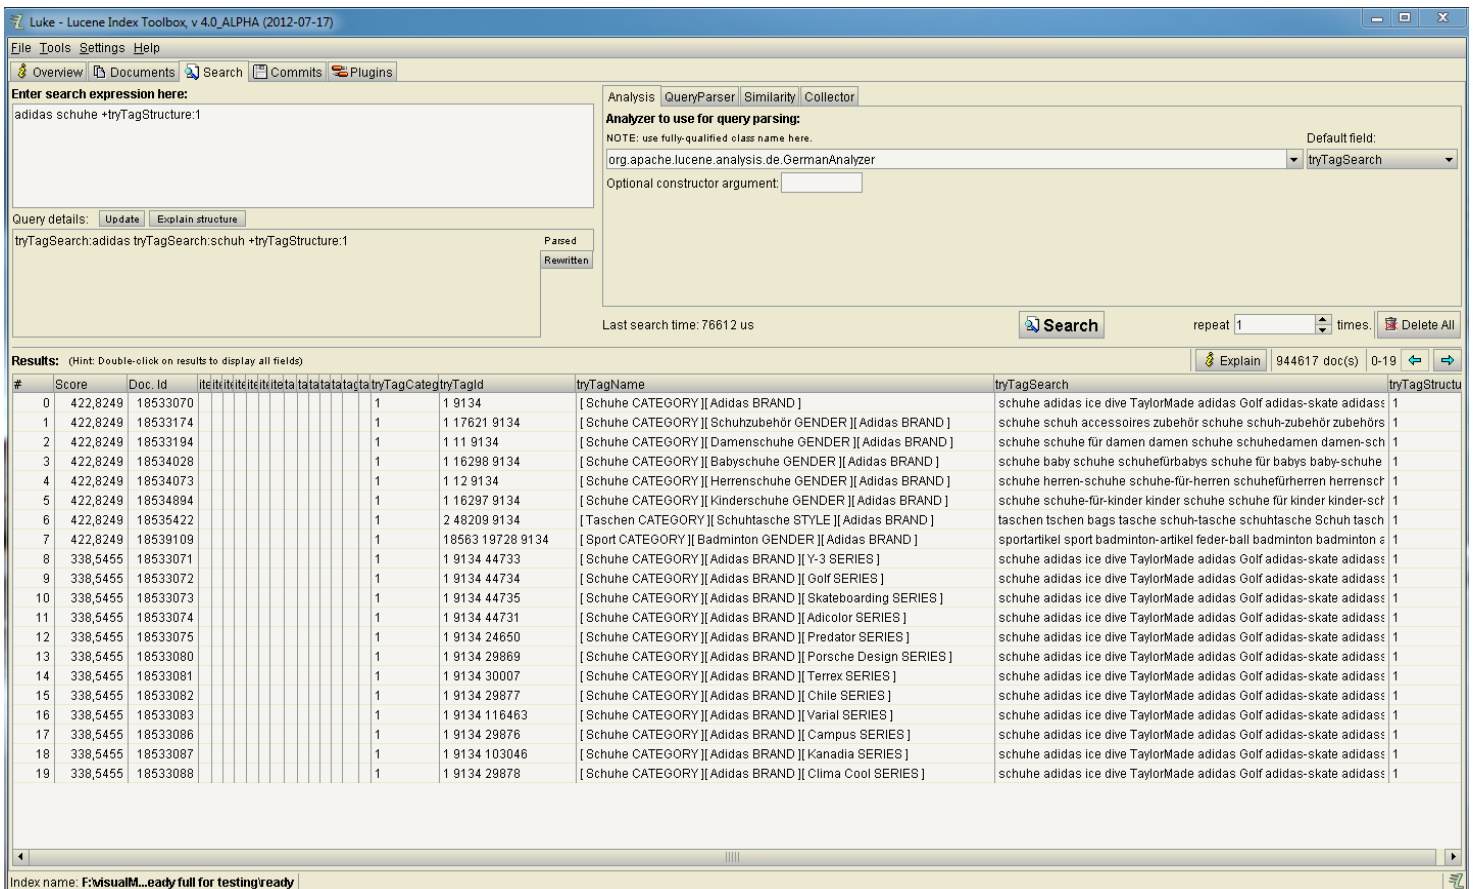 Luke - Lucene Index Toolbox, v 4.0_ALPHA (2012-07-17)
File Tools Settings Help
Overview Documents Search Commits Plugins
Enter search expression here:
adidas schuhe +tryTagStructure:1
Analysis QueryParser Similarity Collector
Analyzer to use for query parsing:
NOTE: use fully-qualified class name here.
Default field:
org.apache.lucene.analysis.de.GermanAnalyzer
tryTagSearch
Optional constructor argument:
Query details: Update Explain structure
tryTagSearch:adidas tryTagSearch:schuh +tryTagStructure:1
Parsed
Rewritten
Last search time: 76612 us
Search
repeat 1 times. Delete All
Results: (Hint: Double-click on results to display all fields)
Explain 944617 doc(s) 0-19
# Score Doc. Id tryTagCateg tryTagId tryTagName tryTagSearch tryTagStructu
0 422,8249 18533070 1 1 9134 [ Schuhe CATEGORY ][ Adidas BRAND ] schuhe adidas ice dive TaylorMade adidas Golf adidas-skate adidass 1
1 422,8249 18533174 1 1 17621 9134 [ Schuhe CATEGORY ][ Schuhzubehör GENDER ][ Adidas BRAND ] schuhe schuh accessoires zubehör schuhe schuh-zubehör zubehörs 1
2 422,8249 18533194 1 1 11 9134 [ Schuhe CATEGORY ][ Damenschuhe GENDER ][ Adidas BRAND ] schuhe schuhe für damen damen schuhe schuhedamen damen-sch 1
3 422,8249 18534028 1 1 16298 9134 [ Schuhe CATEGORY ][ Babyschuhe GENDER ][ Adidas BRAND ] schuhe baby schuhe schuhefürbabys schuhe für babys baby-schuhe 1
4 422,8249 18534073 1 1 12 9134 [ Schuhe CATEGORY ][ Herrenschuhe GENDER ][ Adidas BRAND ] schuhe herren-schuhe schuhe-für-herren schuhefürherren herrensch 1
5 422,8249 18534894 1 1 16297 9134 [ Schuhe CATEGORY ][ Kinderschuhe GENDER ][ Adidas BRAND ] schuhe schuhe-für-kinder kinder schuhe schuhe für kinder kinder-sch 1
6 422,8249 18535422 1 2 48209 9134 [ Taschen CATEGORY ][ Schuhtasche STYLE ][ Adidas BRAND ] taschen tschen bags tasche schuh-tasche schuhtasche Schuh tasch 1
7 422,8249 18539109 1 18563 19728 9134 [ Sport CATEGORY ][ Badminton GENDER ][ Adidas BRAND ] sportartikel sport badminton-artikel feder-ball badminton badminton a 1
8 338,5455 18533071 1 1 9134 44733 [ Schuhe CATEGORY ][ Adidas BRAND ][ Y-3 SERIES ] schuhe adidas ice dive TaylorMade adidas Golf adidas-skate adidass 1
9 338,5455 18533072 1 1 9134 44734 [ Schuhe CATEGORY ][ Adidas BRAND ][ Golf SERIES ] schuhe adidas ice dive TaylorMade adidas Golf adidas-skate adidass 1
10 338,5455 18533073 1 1 9134 44735 [ Schuhe CATEGORY ][ Adidas BRAND ][ Skateboarding SERIES ] schuhe adidas ice dive TaylorMade adidas Golf adidas-skate adidass 1
11 338,5455 18533074 1 1 9134 44731 [ Schuhe CATEGORY ][ Adidas BRAND ][ Adicolor SERIES ] schuhe adidas ice dive TaylorMade adidas Golf adidas-skate adidass 1
12 338,5455 18533075 1 1 9134 24650 [ Schuhe CATEGORY ][ Adidas BRAND ][ Predator SERIES ] schuhe adidas ice dive TaylorMade adidas Golf adidas-skate adidass 1
13 338,5455 18533080 1 1 9134 29869 [ Schuhe CATEGORY ][ Adidas BRAND ][ Porsche Design SERIES ] schuhe adidas ice dive TaylorMade adidas Golf adidas-skate adidass 1
14 338,5455 18533081 1 1 9134 30007 [ Schuhe CATEGORY ][ Adidas BRAND ][ Terrex SERIES ] schuhe adidas ice dive TaylorMade adidas Golf adidas-skate adidass 1
15 338,5455 18533082 1 1 9134 29877 [ Schuhe CATEGORY ][ Adidas BRAND ][ Chile SERIES ] schuhe adidas ice dive TaylorMade adidas Golf adidas-skate adidass 1
16 338,5455 18533083 1 1 9134 116463 [ Schuhe CATEGORY ][ Adidas BRAND ][ Varial SERIES ] schuhe adidas ice dive TaylorMade adidas Golf adidas-skate adidass 1
17 338,5455 18533086 1 1 9134 29876 [ Schuhe CATEGORY ][ Adidas BRAND ][ Campus SERIES ] schuhe adidas ice dive TaylorMade adidas Golf adidas-skate adidass 1
18 338,5455 18533087 1 1 9134 103046 [ Schuhe CATEGORY ][ Adidas BRAND ][ Kanadia SERIES ] schuhe adidas ice dive TaylorMade adidas Golf adidas-skate adidass 1
19 338,5455 18533088 1 1 9134 29878 [ Schuhe CATEGORY ][ Adidas BRAND ][ Clima Cool SERIES ] schuhe adidas ice dive TaylorMade adidas Golf adidas-skate adidass 1
Index name: F:\visualM...eady full for testing\ready